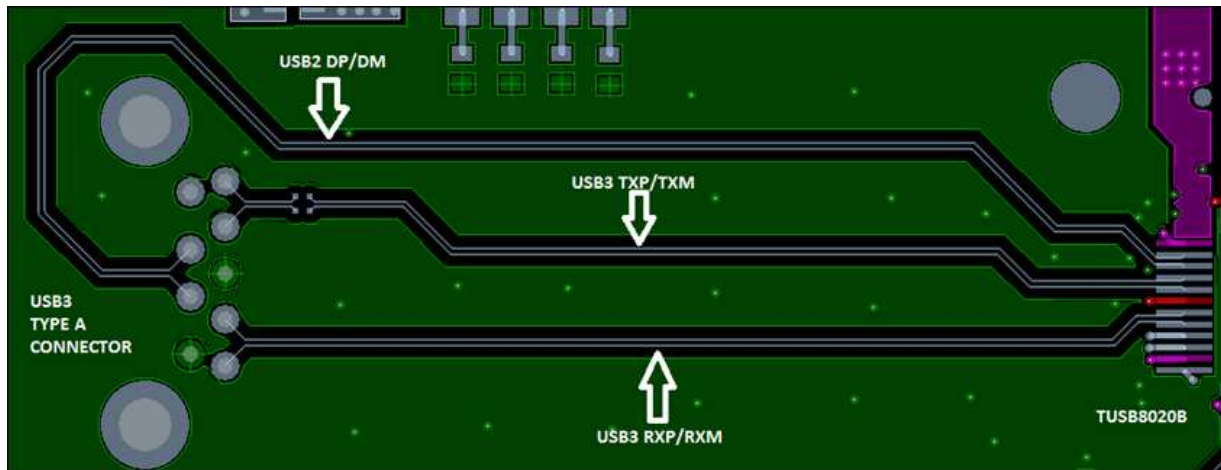 USB2 DP/DM
USB3 TXP/TXM
USB3
TYPE A
CONNECTOR
TUSB8020B
USB3 RXP/RXM